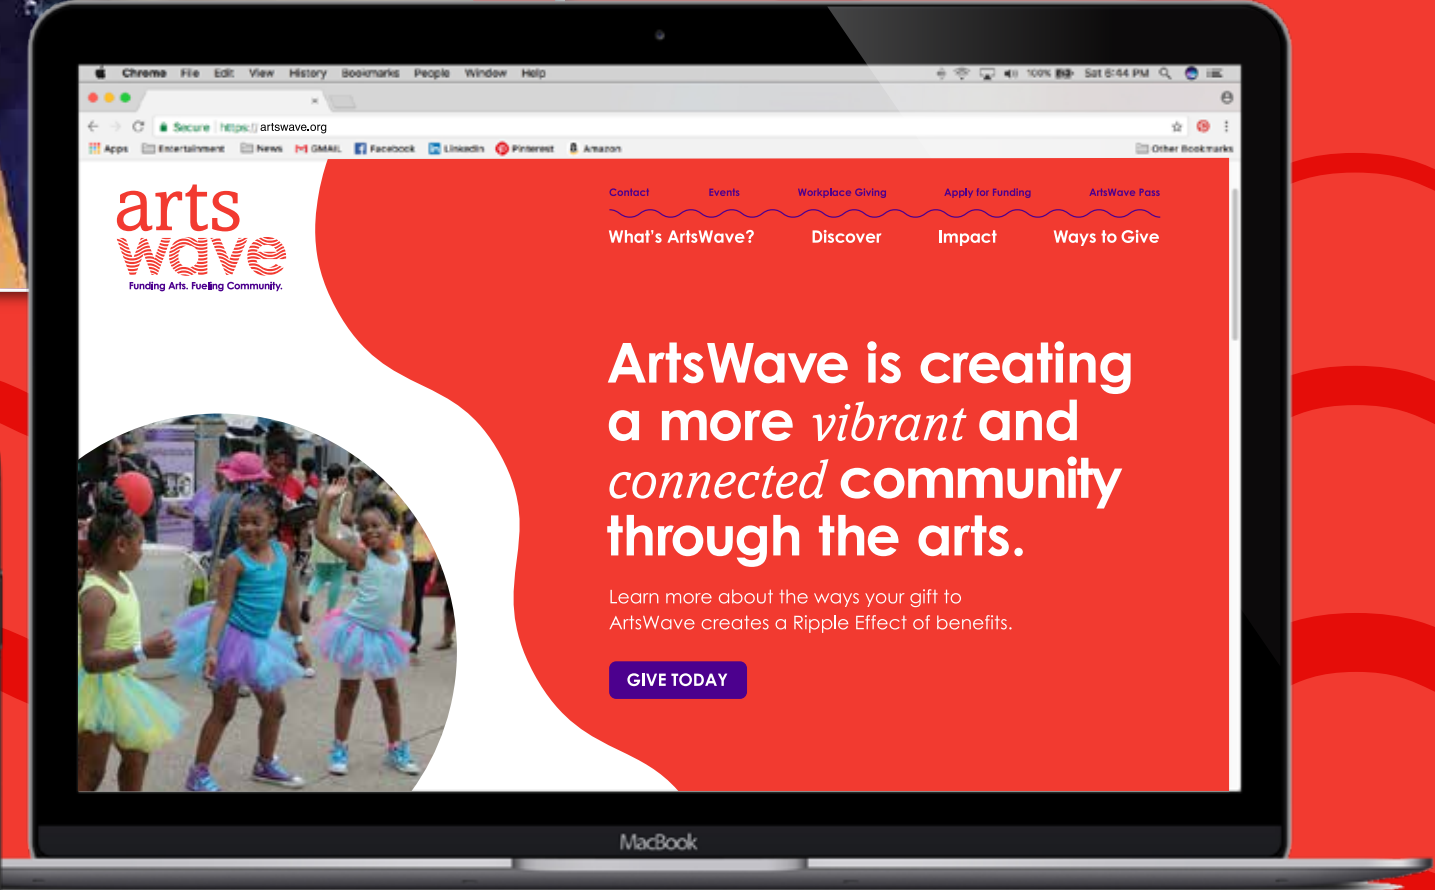 Chrome File Edit View History Bookmarks People Window Help
100% Sat 6:44 PM
Secure https:// artswave.org
Apps Entertainment News GMAIL Facebook Linkedin Pinterest Amazon
Other Bookmarks
arts
wave
Funding Arts. Fueling Community.
Contact Events Workplace Giving Apply for Funding ArtsWave Pass
What's ArtsWave? Discover Impact Ways to Give
ArtsWave is creating
a more vibrant and
connected community
through the arts.
Learn more about the ways your gift to
ArtsWave creates a Ripple Effect of benefits.
GIVE TODAY
MacBook